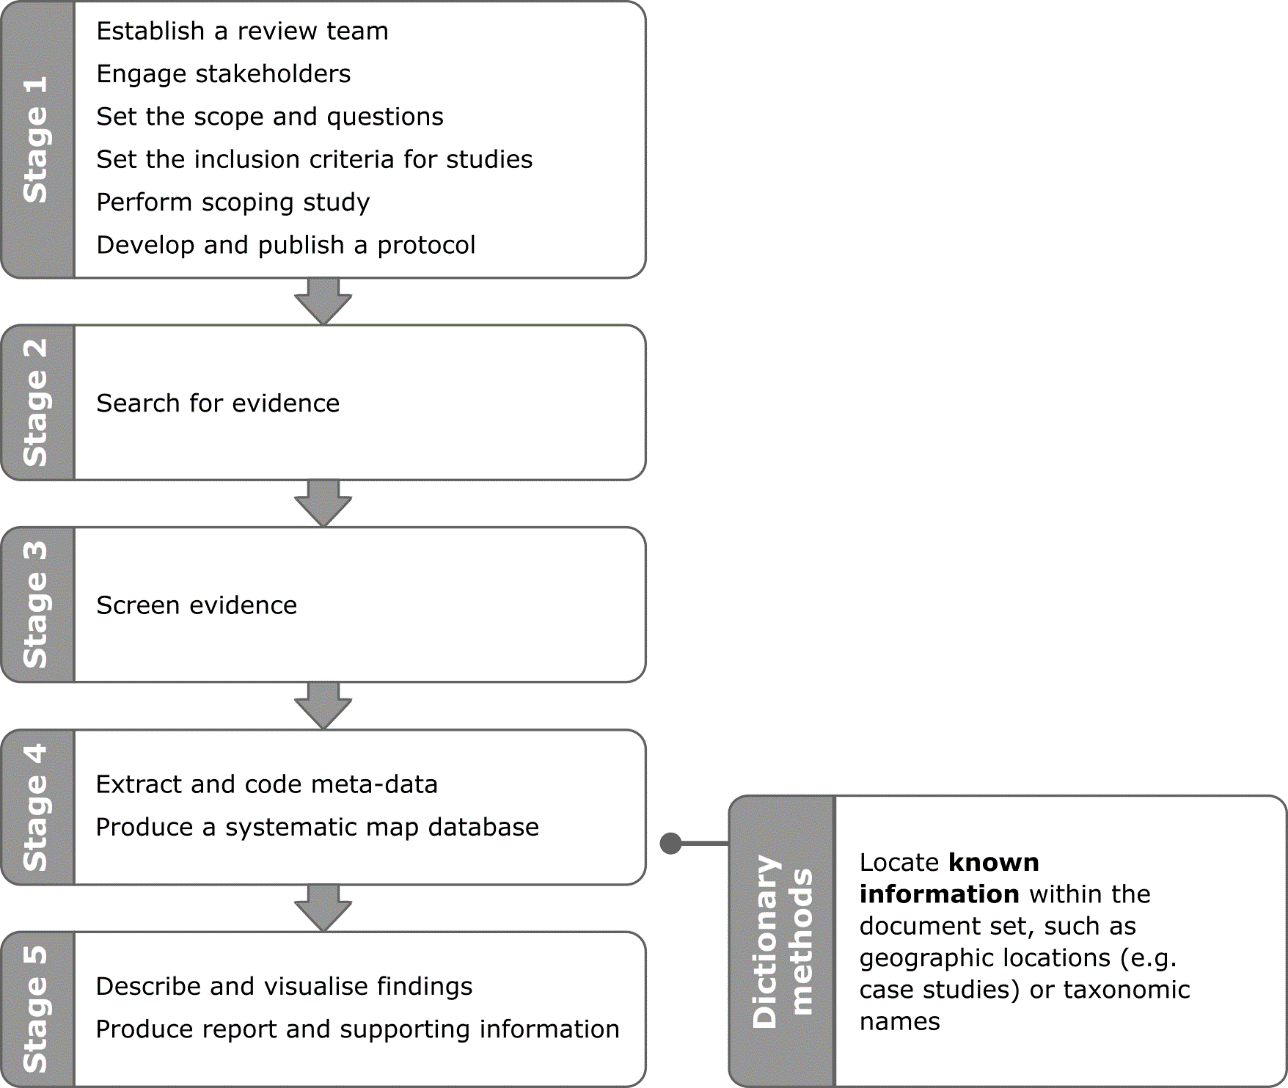 Stage 1
Establish a review team
Engage stakeholders
Set the scope and questions
Set the inclusion criteria for studies
Perform scoping study
Develop and publish a protocol
Stage 2
Search for evidence
Stage 3
Screen evidence
Stage 4
Extract and code meta-data
Produce a systematic map database
Stage 5
Describe and visualise findings
Produce report and supporting information
Dictionary
methods
Locate known
information within the
document set, such as
geographic locations (e.g.
case studies) or taxonomic
names